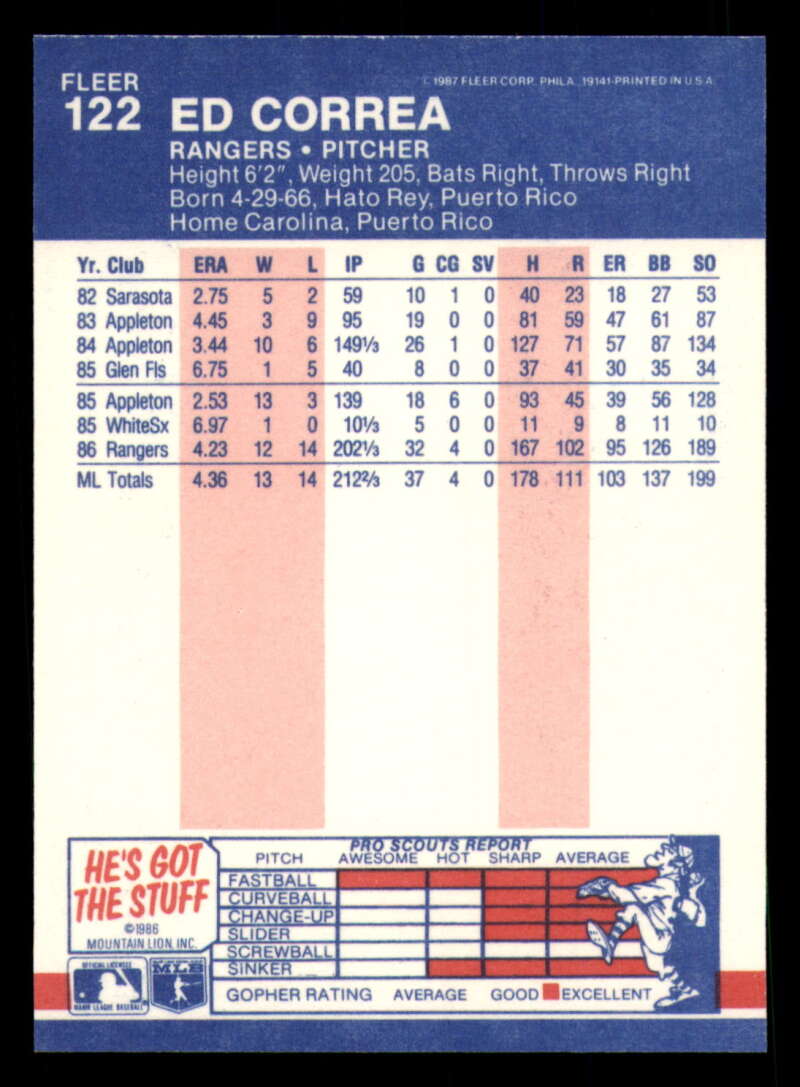 FLEER
© 1987 FLEER CORP. PHILA. 19141-PRINTED IN U.S.A.
122 ED CORREA
RANGERS • PITCHER
Height 6'2", Weight 205, Bats Right, Throws Right
Born 4-29-66, Hato Rey, Puerto Rico
Home Carolina, Puerto Rico
Yr. Club ERA W L IP G CG SV H R ER BB SO
82 Sarasota 2.75 5 2 59 10 1 0 40 23 18 27 53
83 Appleton 4.45 3 9 95 19 0 0 81 59 47 61 87
84 Appleton 3.44 10 6 149⅓ 26 1 0 127 71 57 87 134
85 Glen Fls 6.75 1 5 40 8 0 0 37 41 30 35 34
85 Appleton 2.53 13 3 139 18 6 0 93 45 39 56 128
85 WhiteSx 6.97 1 0 10⅓ 5 0 0 11 9 8 11 10
86 Rangers 4.23 12 14 202⅓ 32 4 0 167 102 95 126 189
ML Totals 4.36 13 14 212⅔ 37 4 0 178 111 103 137 199
HE'S GOT
THE STUFF
©1986
MOUNTAIN LION, INC.
OFFICIAL LICENSEE
MAJOR LEAGUE BASEBALL
MLB
PRO SCOUTS REPORT
PITCH AWESOME HOT SHARP AVERAGE
FASTBALL
CURVEBALL
CHANGE-UP
SLIDER
SCREWBALL
SINKER
GOPHER RATING AVERAGE GOOD EXCELLENT